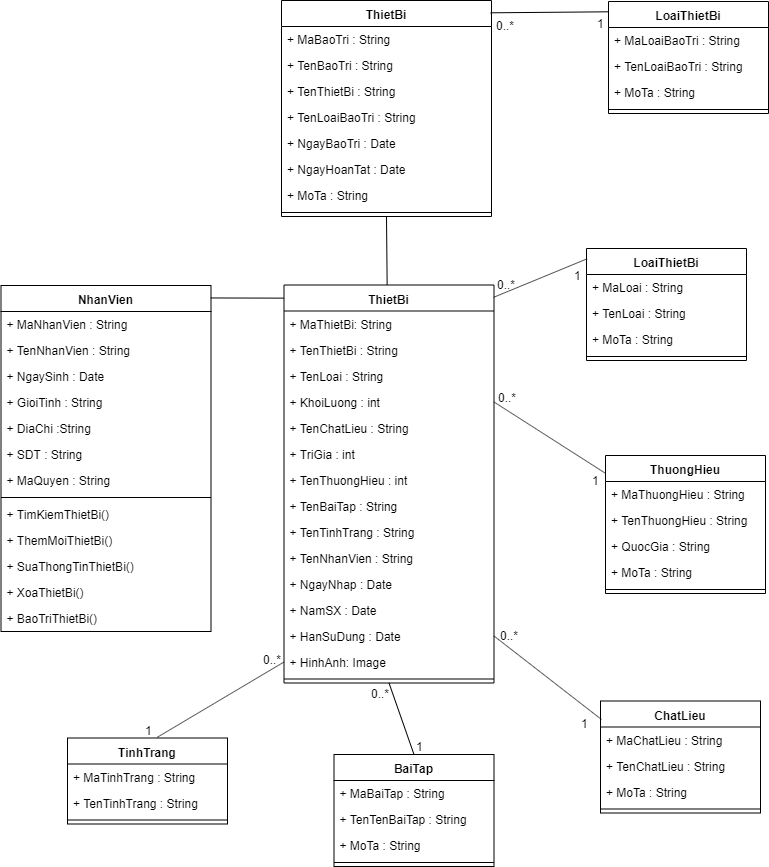 ThietBi
+ MaBaoTri : String
+ TenBaoTri : String
+ TenThietBi : String
+ TenLoaiBaoTri : String
+ NgayBaoTri : Date
+ NgayHoanTat : Date
+ MoTa : String
0..*
1
LoaiThietBi
+ MaLoaiBaoTri : String
+ TenLoaiBaoTri : String
+ MoTa : String
NhanVien
+ MaNhanVien : String
+ TenNhanVien : String
+ NgaySinh : Date
+ GioiTinh : String
+ DiaChi :String
+ SDT : String
+ MaQuyen : String
+ TimKiemThietBi()
+ ThemMoiThietBi()
+ SuaThongTinThietBi()
+ XoaThietBi()
+ BaoTriThietBi()
ThietBi
+ MaThietBi: String
+ TenThietBi : String
+ TenLoai : String
+ KhoiLuong : int
+ TenChatLieu : String
+ TriGia : int
+ TenThuongHieu : int
+ TenBaiTap : String
+ TenTinhTrang : String
+ TenNhanVien : String
+ NgayNhap : Date
+ NamSX : Date
+ HanSuDung : Date
+ HinhAnh: Image
0..*
1
LoaiThietBi
+ MaLoai : String
+ TenLoai : String
+ MoTa : String
0..*
1
ThuongHieu
+ MaThuongHieu : String
+ TenThuongHieu : String
+ QuocGia : String
+ MoTa : String
0..*
1
ChatLieu
+ MaChatLieu : String
+ TenChatLieu : String
+ MoTa : String
0..*
1
TinhTrang
+ MaTinhTrang : String
+ TenTinhTrang : String
0..*
1
BaiTap
+ MaBaiTap : String
+ TenTenBaiTap : String
+ MoTa : String